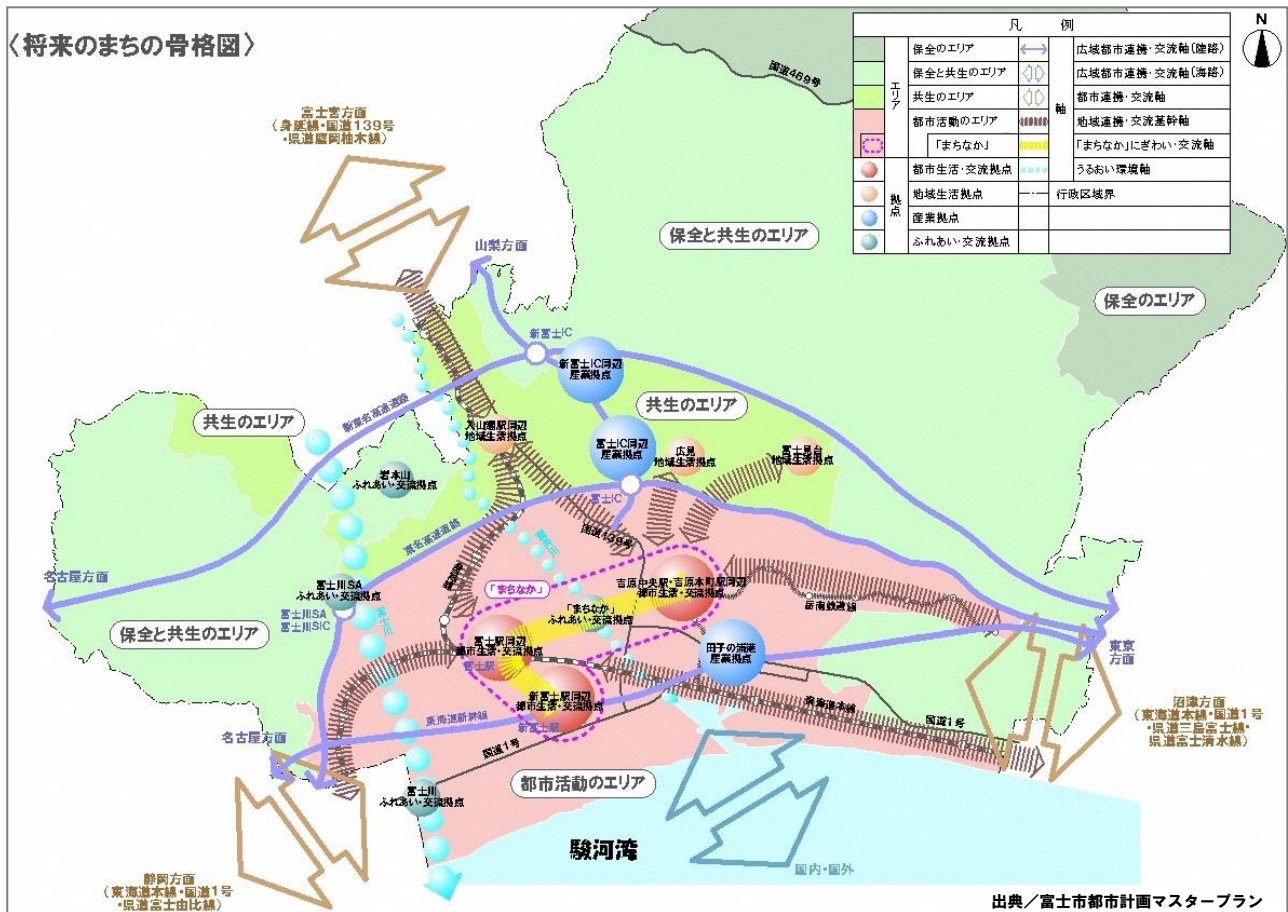 〈将来のまちの骨格図〉
凡 例
エリア
保全のエリア
保全と共生のエリア
共生のエリア
都市活動のエリア
「まちなか」
拠点
都市生活・交流拠点
地域生活拠点
産業拠点
ふれあい・交流拠点
軸
広域都市連携・交流軸(陸路)
広域都市連携・交流軸(海路)
都市連携・交流軸
地域連携・交流基幹軸
「まちなか」にぎわい・交流軸
うるおい環境軸
行政区域界
N
国道469号
富士宮方面
(身延線・国道139号
・県道鷹岡柚木線)
山梨方面
保全と共生のエリア
保全のエリア
新富士IC
新富士IC周辺
産業拠点
共生のエリア
共生のエリア
新東名高速道路
入山瀬駅周辺
地域生活拠点
富士IC周辺
産業拠点
広見
地域生活拠点
富士見台
地域生活拠点
岩本山
ふれあい・交流拠点
富士IC
東名高速道路
国道139号
名古屋方面
富士川SA
ふれあい・交流拠点
富士川SA
富士川SIC
富士川
「まちなか」
吉原中央駅・吉原本町駅周辺
都市生活・交流拠点
岳南鉄道線
「まちなか」
ふれあい・交流拠点
保全と共生のエリア
富士駅周辺
都市生活・交流拠点
富士駅
田子の浦港
産業拠点
東京
方面
新富士駅周辺
都市生活・交流拠点
新富士駅
東海道本線
国道1号
沼津方面
(東海道本線・国道1号
・県道三島富士線・
県道富士清水線)
東海道新幹線
名古屋方面
国道1号
都市活動のエリア
富士川
ふれあい・交流拠点
駿河湾
国内・国外
静岡方面
(東海道本線・国道1号
・県道富士由比線)
出典／富士市都市計画マスタープラン